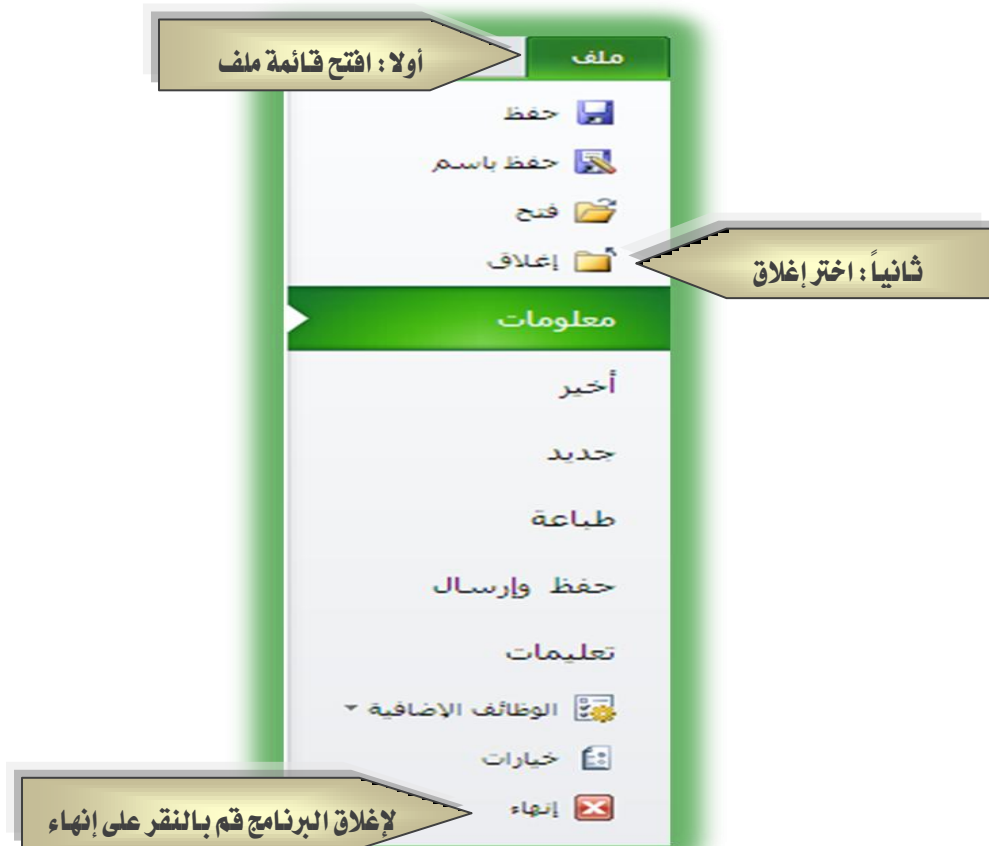 أولا : افتح قائمة ملف
ملف
حفظ
حفظ باسم
فتح
إغلاق
ثانياً : اختر إغلاق
معلومات
أخير
جديد
طباعة
حفظ وإرسال
تعليمات
الوظائف الإضافية
خيارات
إنهاء
لإغلاق البرنامج قم بالنقر على إنهاء